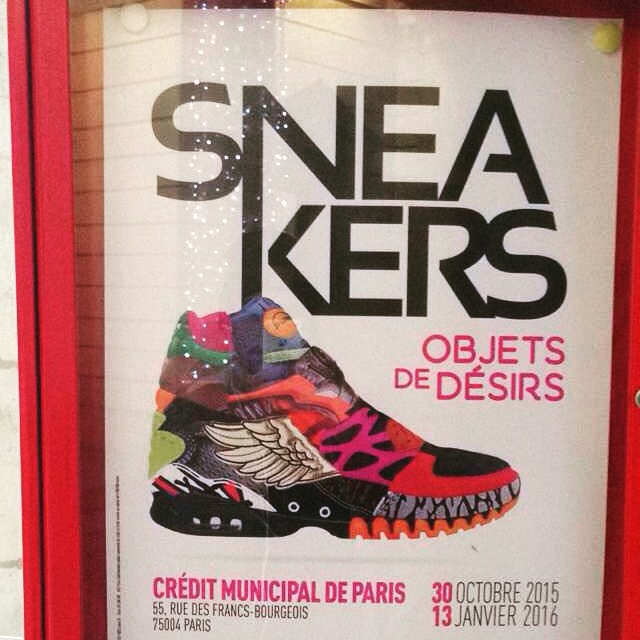 SNEA
KERS
OBJETS
DE DÉSIRS
CRÉDIT MUNICIPAL DE PARIS
55, RUE DES FRANCS-BOURGEOIS
75004 PARIS
30 OCTOBRE 2015
13 JANVIER 2016